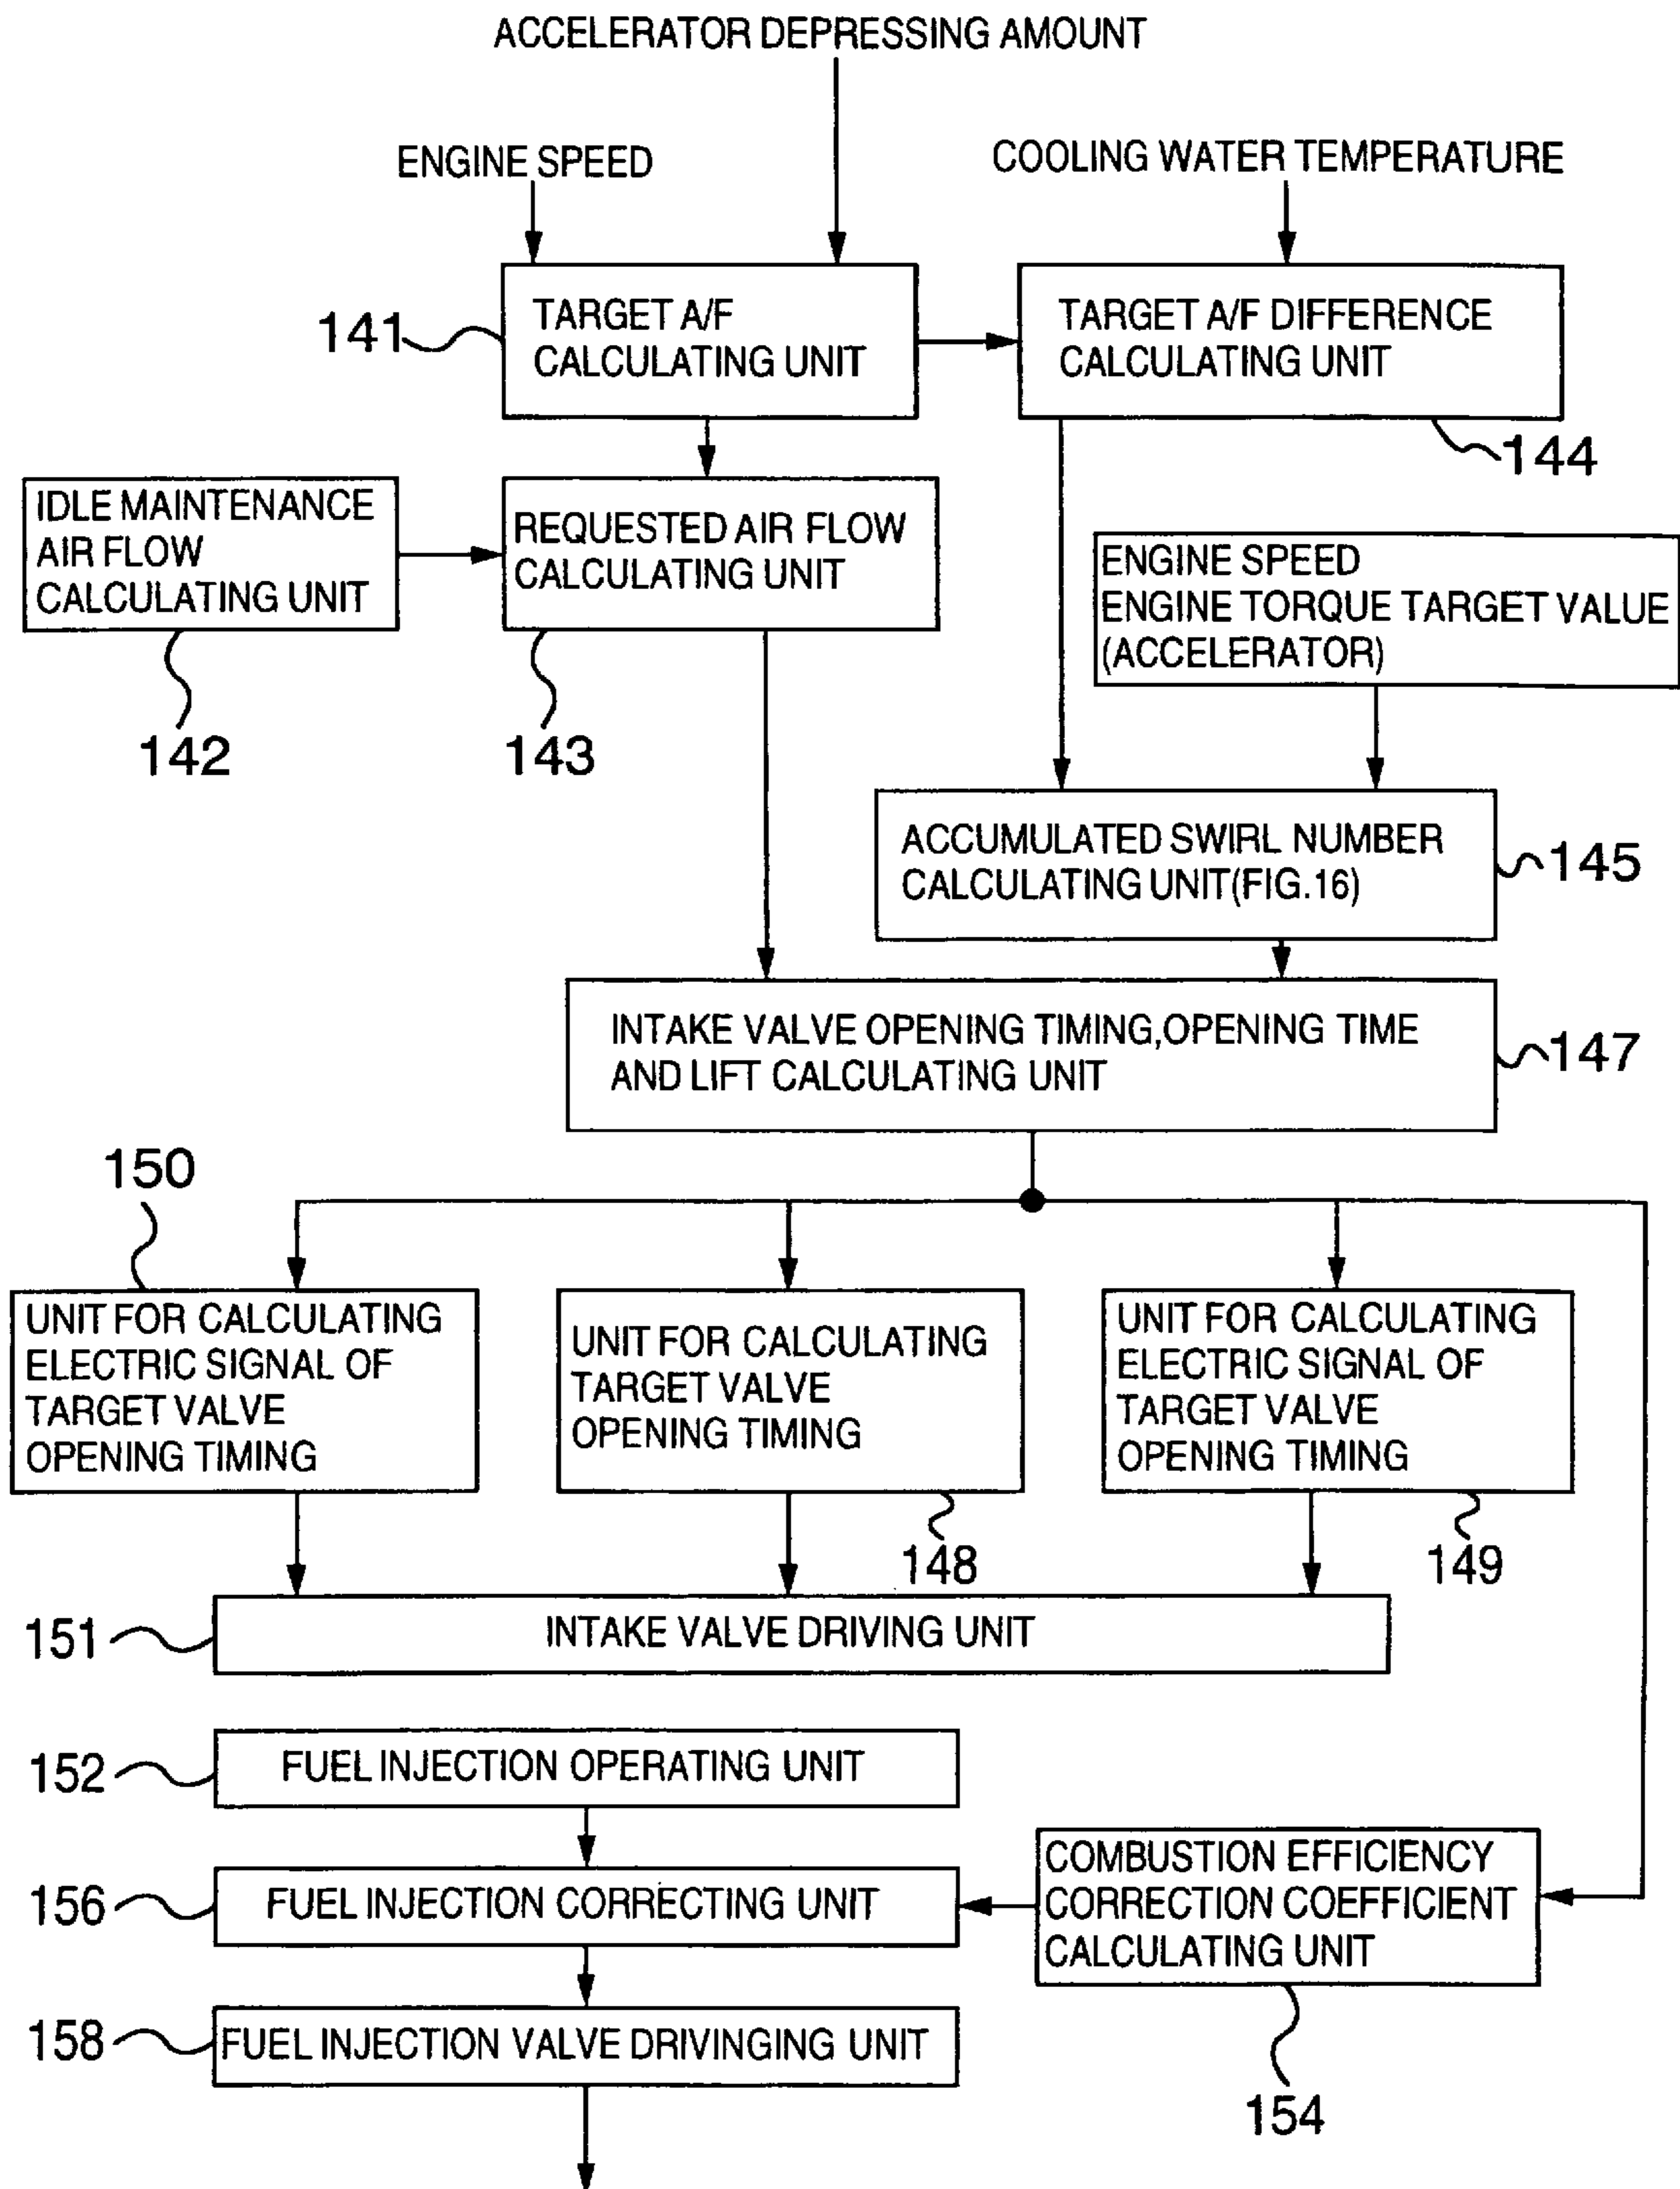 ACCELERATOR DEPRESSING AMOUNT
ENGINE SPEED
COOLING WATER TEMPERATURE
141
TARGET A/F
CALCULATING UNIT
TARGET A/F DIFFERENCE
CALCULATING UNIT
144
IDLE MAINTENANCE
AIR FLOW
CALCULATING UNIT
142
REQUESTED AIR FLOW
CALCULATING UNIT
143
ENGINE SPEED
ENGINE TORQUE TARGET VALUE
(ACCELERATOR)
ACCUMULATED SWIRL NUMBER
CALCULATING UNIT(FIG.16)
145
INTAKE VALVE OPENING TIMING,OPENING TIME
AND LIFT CALCULATING UNIT
147
150
UNIT FOR CALCULATING
ELECTRIC SIGNAL OF
TARGET VALVE
OPENING TIMING
UNIT FOR CALCULATING
TARGET VALVE
OPENING TIMING
148
UNIT FOR CALCULATING
ELECTRIC SIGNAL OF
TARGET VALVE
OPENING TIMING
149
151
INTAKE VALVE DRIVING UNIT
152
FUEL INJECTION OPERATING UNIT
156
FUEL INJECTION CORRECTING UNIT
COMBUSTION EFFICIENCY
CORRECTION COEFFICIENT
CALCULATING UNIT
154
158
FUEL INJECTION VALVE DRIVINGING UNIT